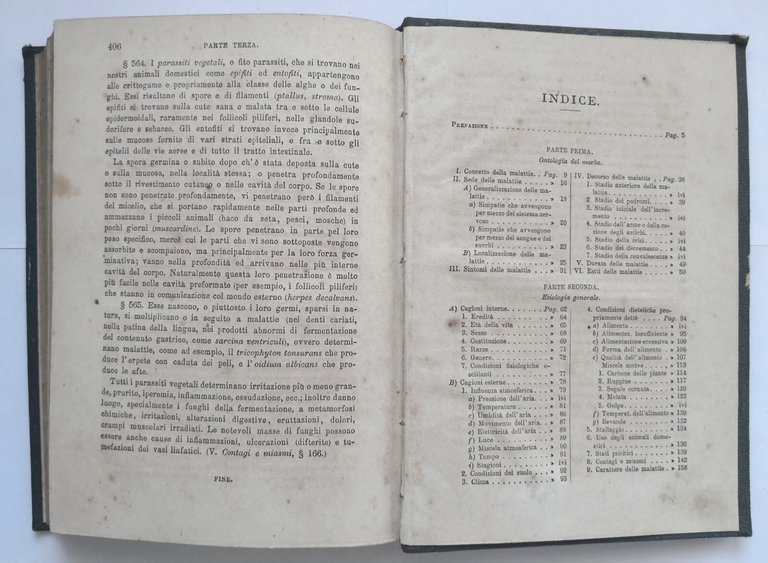 406
PARTE TERZA.
§ 564. I parassiti vegetali, o fito parassiti, che si trovano nei
nostri animali domestici come epifiti od entofiti, appartengono
alle crittogame e propriamente alla classe delle alghe o dei fun-
ghi. Essi risultano di spore e di filamenti (ptallus, stroma). Gli
epifiti si trovano sulla cute sana e malata tra e sotto le cellule
epidermoidali, raramente nei follicoli piliferi, nelle glandole su-
dorifere e sebacee. Gli entofiti si trovano invece principalmente
sulle mucose fornite di vari strati epiteliali, e fra e sotto gli
epitelii delle vie aeree e di tutto il tratto intestinale.
La spora germina o subito dopo ch'è stata deposta sulla cute
o sulla mucosa, nella località stessa; o penetra profondamente
sotto il rivestimento cutaneo o nelle cavità del corpo. Se le spore
non sono penetrate profondamente, vi penetrano però i filamenti
del micelio, che si portano rapidamente nelle parti profonde ed
ammazzano i piccoli animali (baco da seta, pesci, mosche) in
pochi giorni (muscardine). Le spore penetrano in parte pel loro
peso specifico, mercè cui le parti che vi sono sottoposte vengono
assorbite e scompaiono, ma principalmente per la loro forza ger-
minativa; vanno nella profondità ed arrivano nelle più interne
cavità del corpo. Naturalmente questa loro penetrazione è molto
più facile nelle cavità preformate (per esempio, i follicoli piliferi)
che stanno in comunicazione col mondo esterno (herpes decalvans).
§ 565. Esse nascono, o piuttosto i loro germi, sparsi in na-
tura, si moltiplicano o in seguito a malattie (nei denti cariati,
nella patina della lingua, nei prodotti abnormi di fermentazione
del contenuto gastrico, come sarcina ventriculi), ovvero determi-
nano malattie, come ad esempio, il tricophyton tonsurans che pro-
duce l'erpete con caduta dei peli, o l'oidium albicans che pro-
duce le afte.
Tutti i parassiti vegetali determinano irritazione più o meno gran-
de, prurito, iperemia, infiammazione, essudazione, ecc.; inoltre danno
luogo, specialmente i funghi della fermentazione, a metamorfosi
chimiche, irritazioni, alterazioni digestive, eruttazioni, dolori,
crampi muscolari irradiati. Le notevoli masse di funghi possono
essere anche cause di infiammazioni, ulcerazioni (difterite) e tu-
mefazioni dei vasi linfatici. (V. Contagi e miasmi, § 166.)
FINE.
INDICE.
PREFAZIONE Pag. 5
PARTE PRIMA.
Ontologia del morbo.
I. Concetto della malattia. Pag. 9
II. Sede delle malattie » 16
A) Generalizzazione delle ma-
lattie » 18
a) Simpatie che avvengono
per mezzo del sistema ner-
voso » 20
b) Simpatie che avvengono
per mezzo del sangue e dei
succhi » 23
B) Localizzazione delle ma-
lattie » 25
III. Sintomi delle malattie » 31
IV. Decorso delle malattie Pag. 38
1. Stadio anteriore della ma-
lattia » ivi
2. Stadio dei podromi » 39
3. Stadio iniziale dell'incre-
mento » ivi
4. Stadio dell'acme o della co-
zione degli antichi » 40
5. Stadio della crisi » ivi
6. Stadio del decremento » 44
7. Stadio della convalescenza » ivi
V. Durata delle malattie » 49
VI. Esiti delle malattie » 50
PARTE SECONDA.
Etiologia generale.
A) Cagioni interne. Pag. 62
1. Eredità » 64
2. Età della vita » 65
3. Sesso » 68
4. Costituzione » 69
5. Razze » 71
6. Genere » 72
7. Condizioni fisiologiche o-
scillanti » 77
B) Cagioni esterne » 78
1. Influenza atmosferica » 79
a) Pressione dell'aria » ivi
b) Temperatura » 81
c) Umidità dell'aria » 85
d) Movimento dell'aria » 87
e) Elettricità dell'aria » 88
f) Luce » 89
g) Miscela atmosferica » 90
h) Tempo » 91
i) Stagioni » ivi
2. Condizioni del suolo » 92
3. Clima » 93
4. Condizioni dietetiche pro-
priamente dette Pag. 94
a) Alimento » ivi
b) Alimentaz. insufficiente » 95
c) Alimentazione eccessiva » 100
d) Forma dell'alimento » 105
e) Qualità dell'alimento » 107
Miscele nocive » 113
1. Carbone delle piante » 114
2. Ruggine » 117
3. Segale cornuta » 121
4. Melata » 123
5. Golpe » ivi
f) Temperat. dell'alimento » 130
g) Bevande » 132
5. Stallaggio » 134
6. Uso degli animali dome-
stici » 136
7. Stati psichici » 139
8. Contagi e miasmi » 142
9. Carattere delle malattie » 158